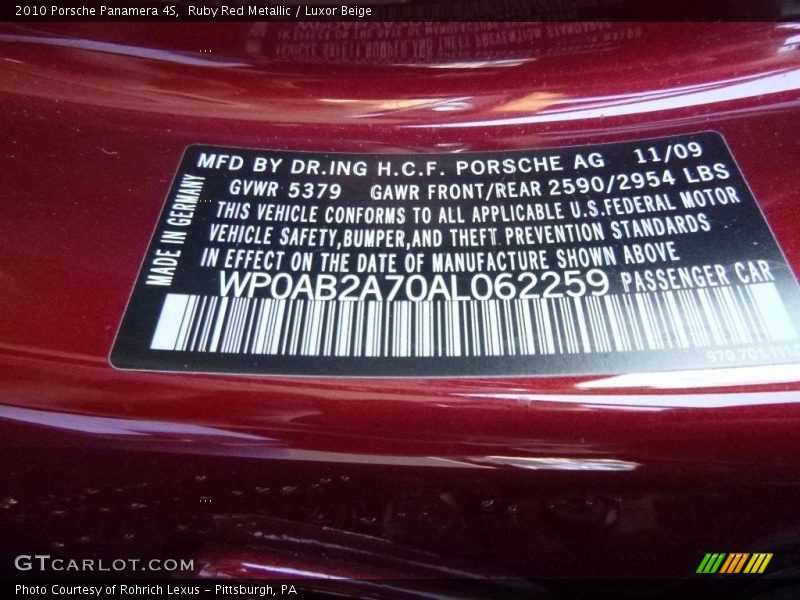 2010 Porsche Panamera 4S,  Ruby Red Metallic / Luxor Beige
MFD BY DR.ING H.C.F. PORSCHE AG 11/09
GVWR 5379 GAWR FRONT/REAR 2590/2954 LBS
THIS VEHICLE CONFORMS TO ALL APPLICABLE U.S.FEDERAL MOTOR
VEHICLE SAFETY,BUMPER,AND THEFT PREVENTION STANDARDS
IN EFFECT ON THE DATE OF MANUFACTURE SHOWN ABOVE
MADE IN GERMANY
WP0AB2A70AL062259 PASSENGER CAR
GTCARLOT.COM
Photo Courtesy of Rohrich Lexus – Pittsburgh, PA